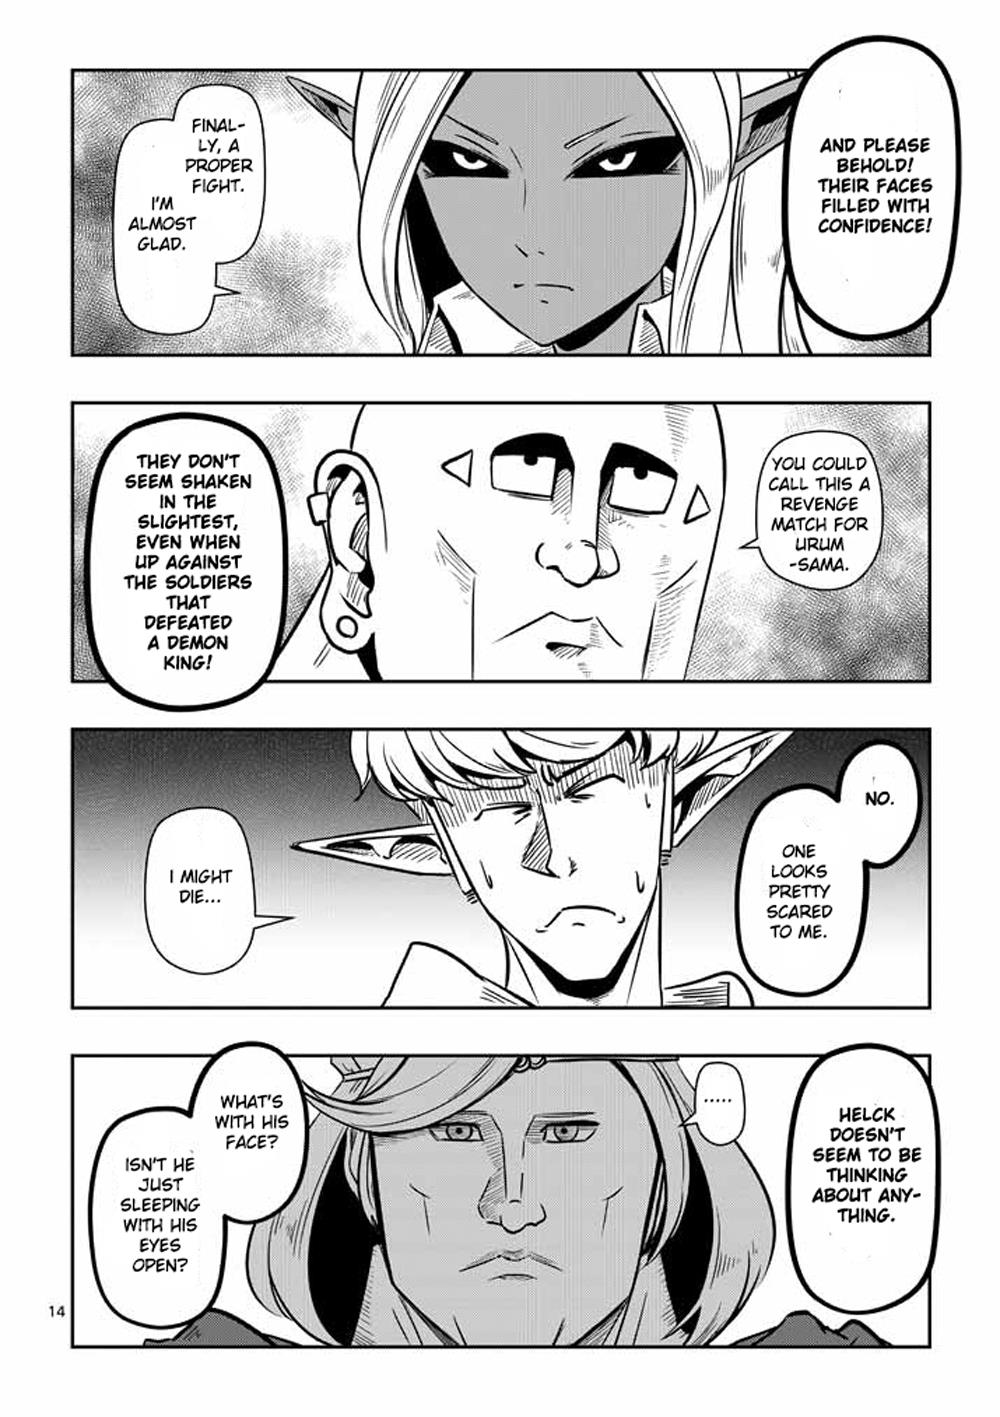 AND PLEASE
BEHOLD!
THEIR FACES
FILLED WITH
CONFIDENCE!
FINAL-
LY, A
PROPER
FIGHT.
I'M
ALMOST
GLAD.
YOU COULD
CALL THIS A
REVENGE
MATCH FOR
URUM
-SAMA.
THEY DON'T
SEEM SHAKEN
IN THE
SLIGHTEST,
EVEN WHEN
UP AGAINST
THE SOLDIERS
THAT
DEFEATED
A DEMON
KING!
NO.
ONE
LOOKS
PRETTY
SCARED
TO ME.
I MIGHT
DIE...
HELCK
DOESN'T
SEEM TO BE
THINKING
ABOUT ANY-
THING.
.....
WHAT'S
WITH HIS
FACE?
ISN'T HE
JUST
SLEEPING
WITH HIS
EYES
OPEN?
14